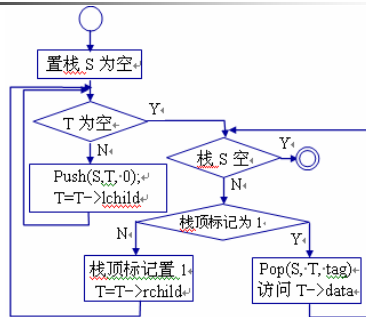 置栈 S 为空
T 为空
Y
N
栈 S 空
Y
Push(S,T, 0);
T=T->lchild
N
栈顶标记为 1
N
Y
栈顶标记置 1
T=T->rchild
Pop(S, T, tag)
访问 T->data